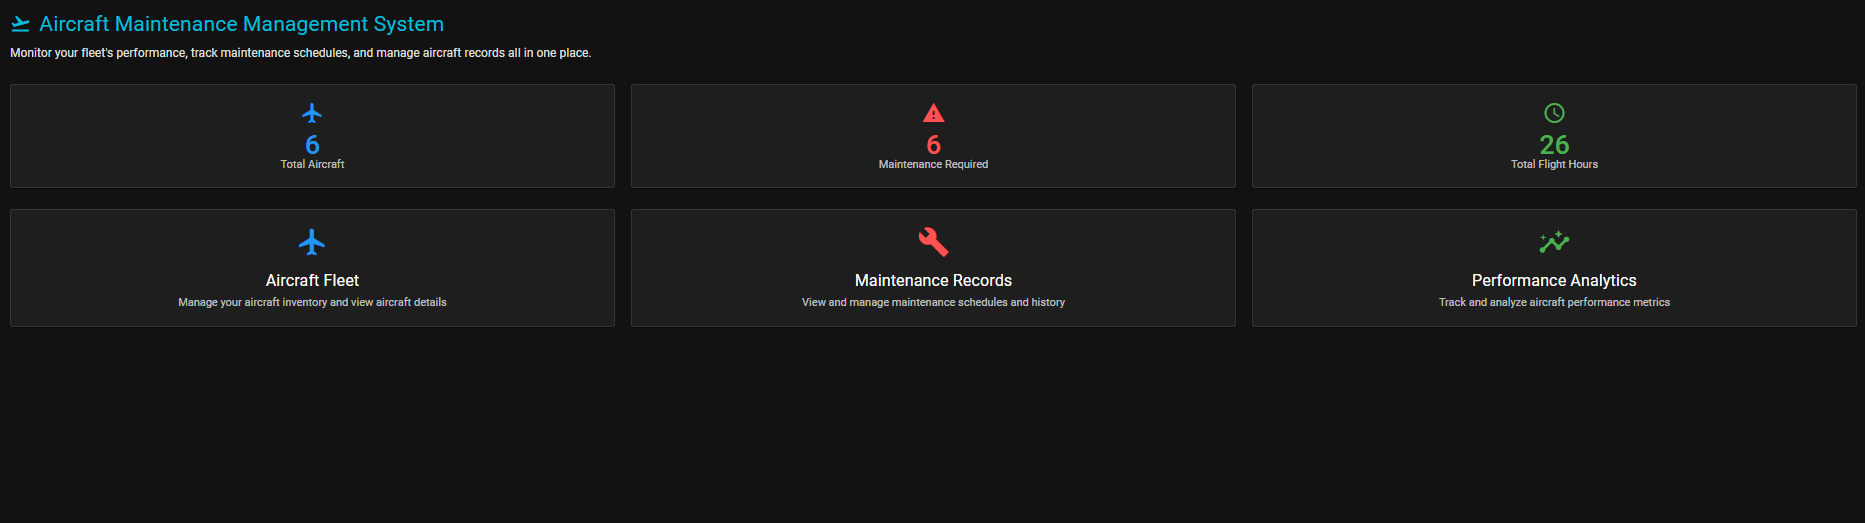 Aircraft Maintenance Management System
Monitor your fleet's performance, track maintenance schedules, and manage aircraft records all in one place.
6
Total Aircraft
6
Maintenance Required
26
Total Flight Hours
Aircraft Fleet
Manage your aircraft inventory and view aircraft details
Maintenance Records
View and manage maintenance schedules and history
Performance Analytics
Track and analyze aircraft performance metrics